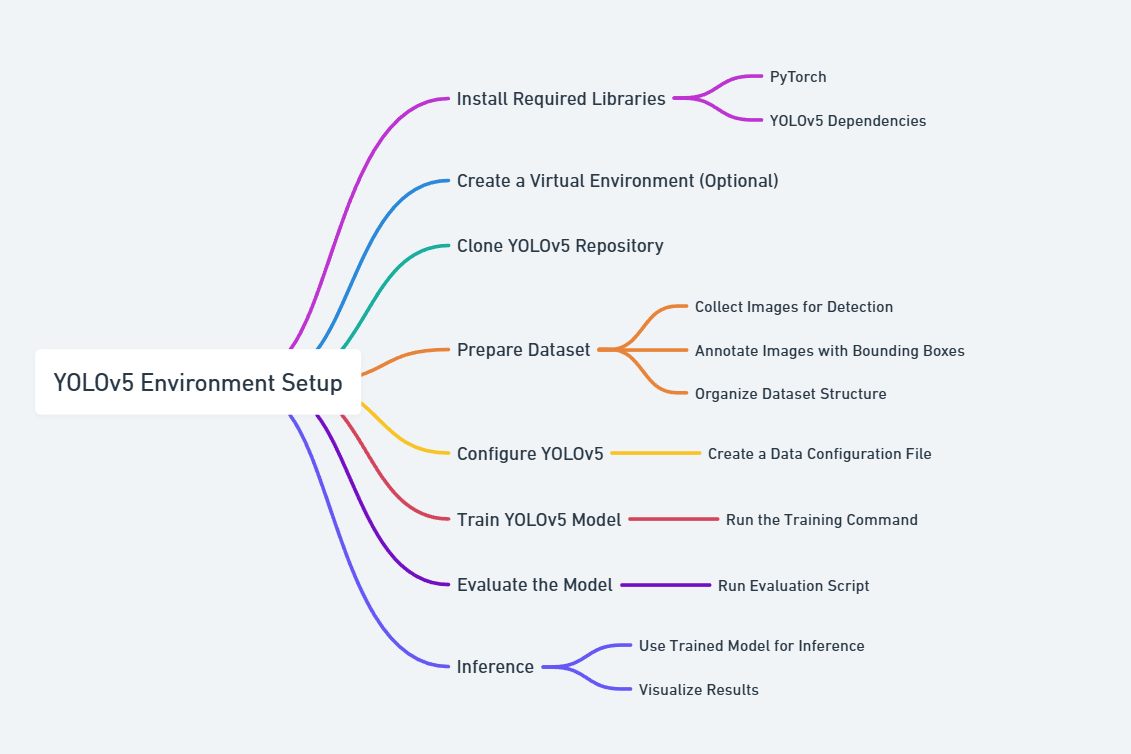 YOLOv5 Environment Setup
Install Required Libraries
PyTorch
YOLOv5 Dependencies
Create a Virtual Environment (Optional)
Clone YOLOv5 Repository
Prepare Dataset
Collect Images for Detection
Annotate Images with Bounding Boxes
Organize Dataset Structure
Configure YOLOv5
Create a Data Configuration File
Train YOLOv5 Model
Run the Training Command
Evaluate the Model
Run Evaluation Script
Inference
Use Trained Model for Inference
Visualize Results